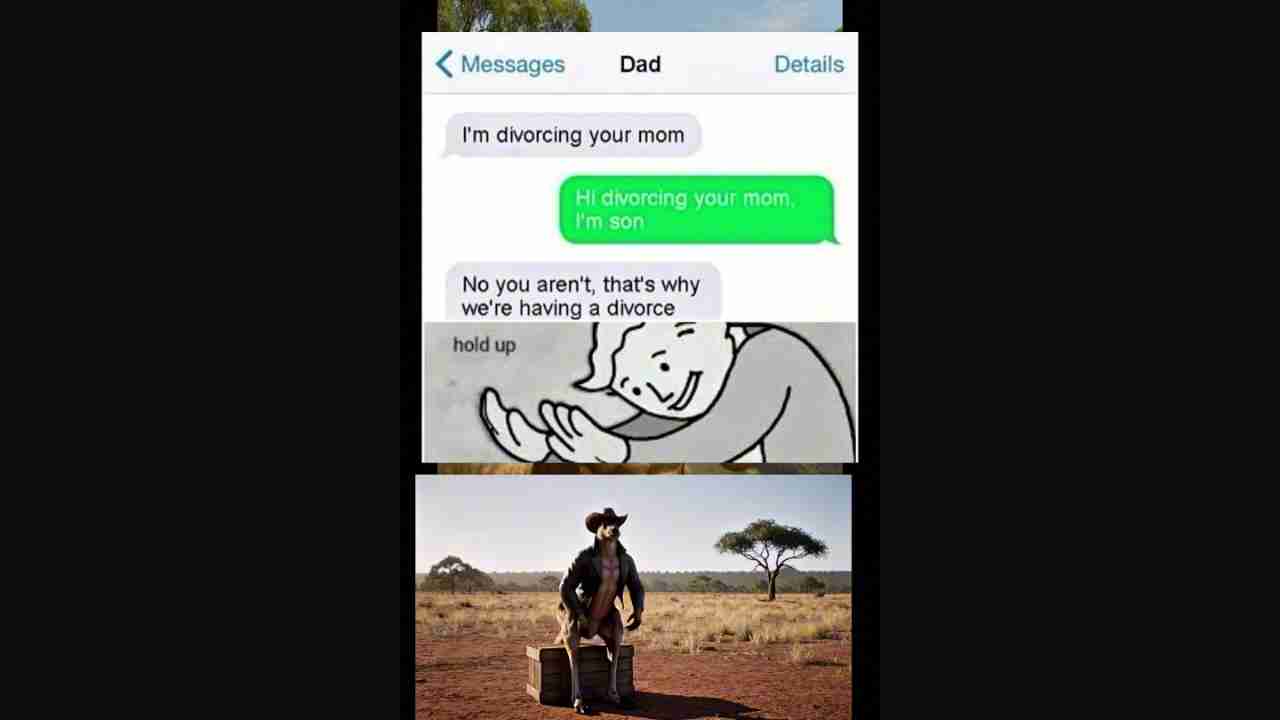 Messages Dad Details
I'm divorcing your mom
Hi divorcing your mom,
I'm son
No you aren't, that's why
we're having a divorce
hold up